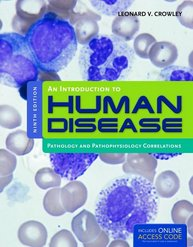 LEONARD V. CROWLEY
NINTH EDITION
AN INTRODUCTION TO
HUMAN
DISEASE
PATHOLOGY AND PATHOPHYSIOLOGY CORRELATIONS
INCLUDES ONLINE
ACCESS CODE